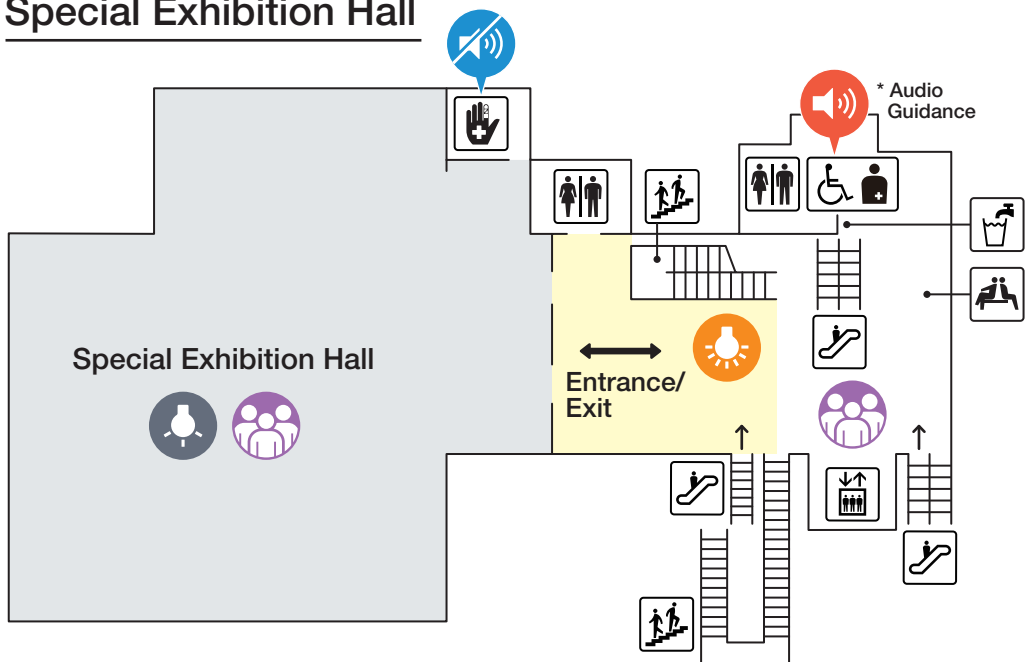 Special Exhibition Hall
* Audio
Guidance
Special Exhibition Hall
Entrance/
Exit